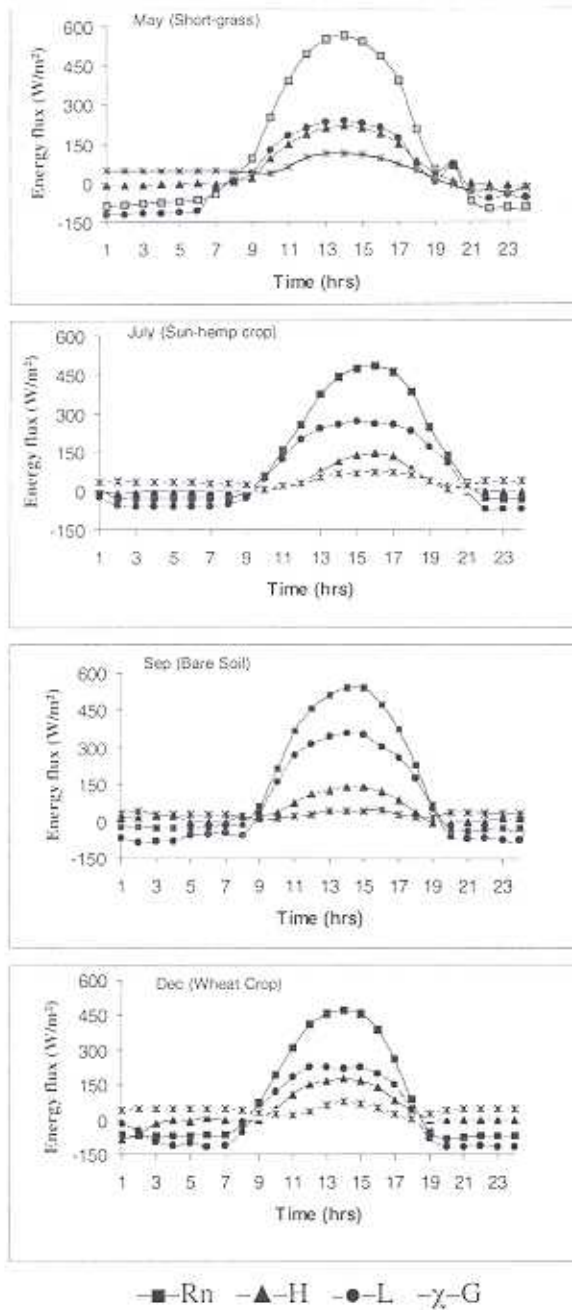 May (Short-grass)
Energy flux (W/m²)
600
450
300
150
0
-150
1 3 5 7 9 11 13 15 17 19 21 23
Time (hrs)
July (Sun-hemp crop)
Energy flux (W/m²)
600
450
300
150
0
-150
1 3 5 7 9 11 13 15 17 19 21 23
Time (hrs)
Sep (Bare Soil)
Energy flux (W/m²)
600
450
300
150
0
-150
1 3 5 7 9 11 13 15 17 19 21 23
Time (hrs)
Dec (Wheat Crop)
Energy flux (W/m²)
600
450
300
150
0
-150
1 3 5 7 9 11 13 15 17 19 21 23
Time (hrs)
Rn H L G